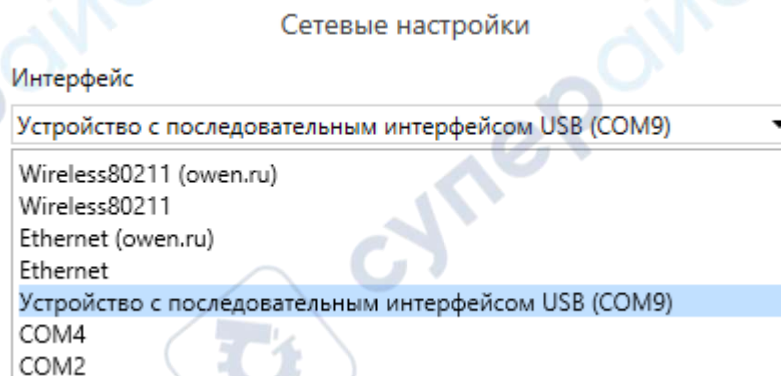 Сетевые настройки
Интерфейс
Устройство с последовательным интерфейсом USB (COM9)
Wireless80211 (owen.ru)
Wireless80211
Ethernet (owen.ru)
Ethernet
Устройство с последовательным интерфейсом USB (COM9)
COM4
COM2
супер